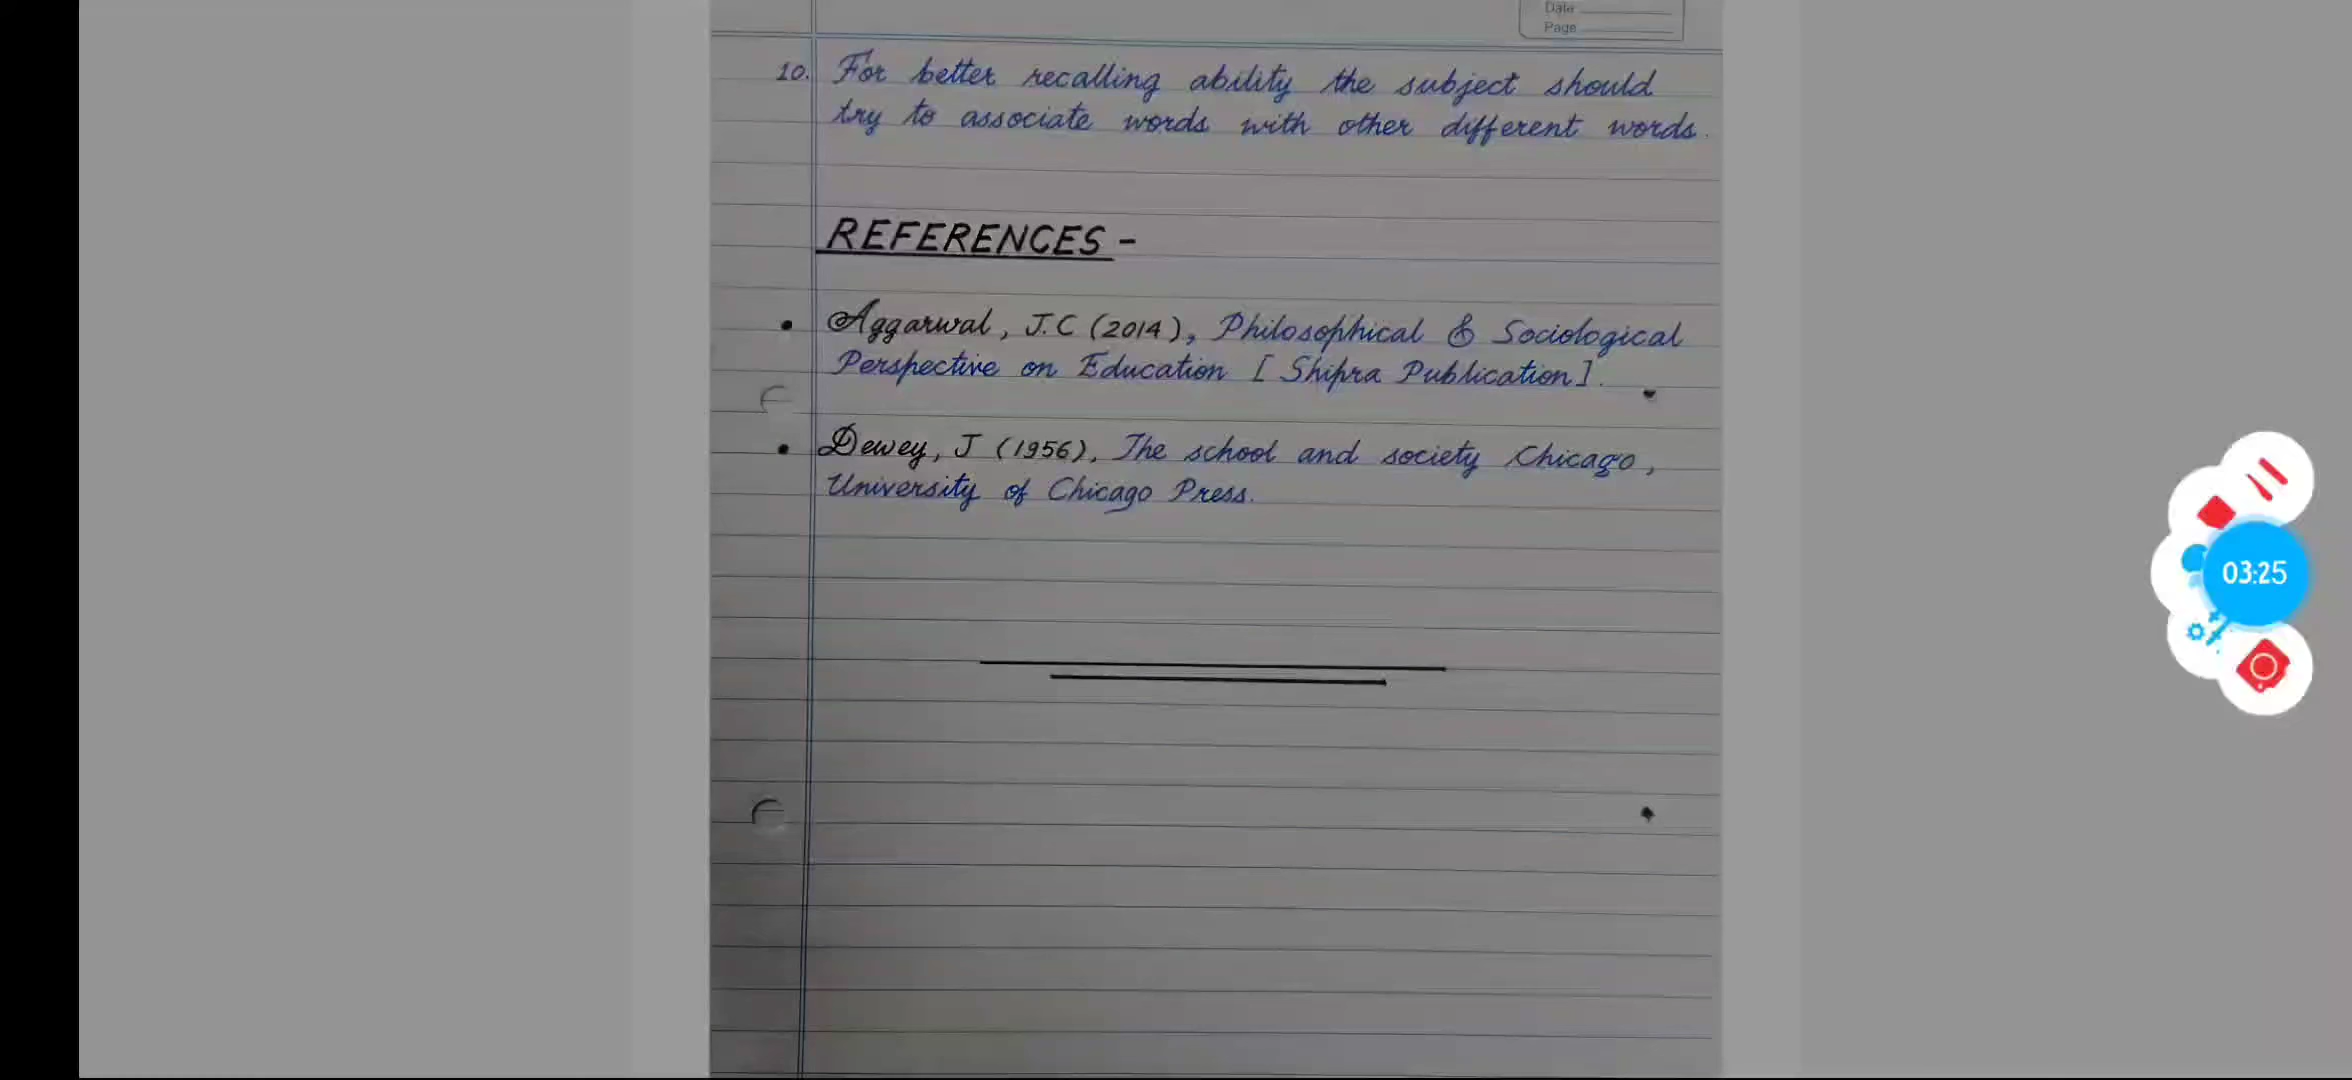 Date
Page
10. For better recalling ability the subject should
try to associate words with other different words.
REFERENCES -
• Aggarwal, J.C (2014), Philosophical & Sociological
Perspective on Education [ Shipra Publication ].
• Dewey, J (1956), The school and society Chicago,
University of Chicago Press.
03:25